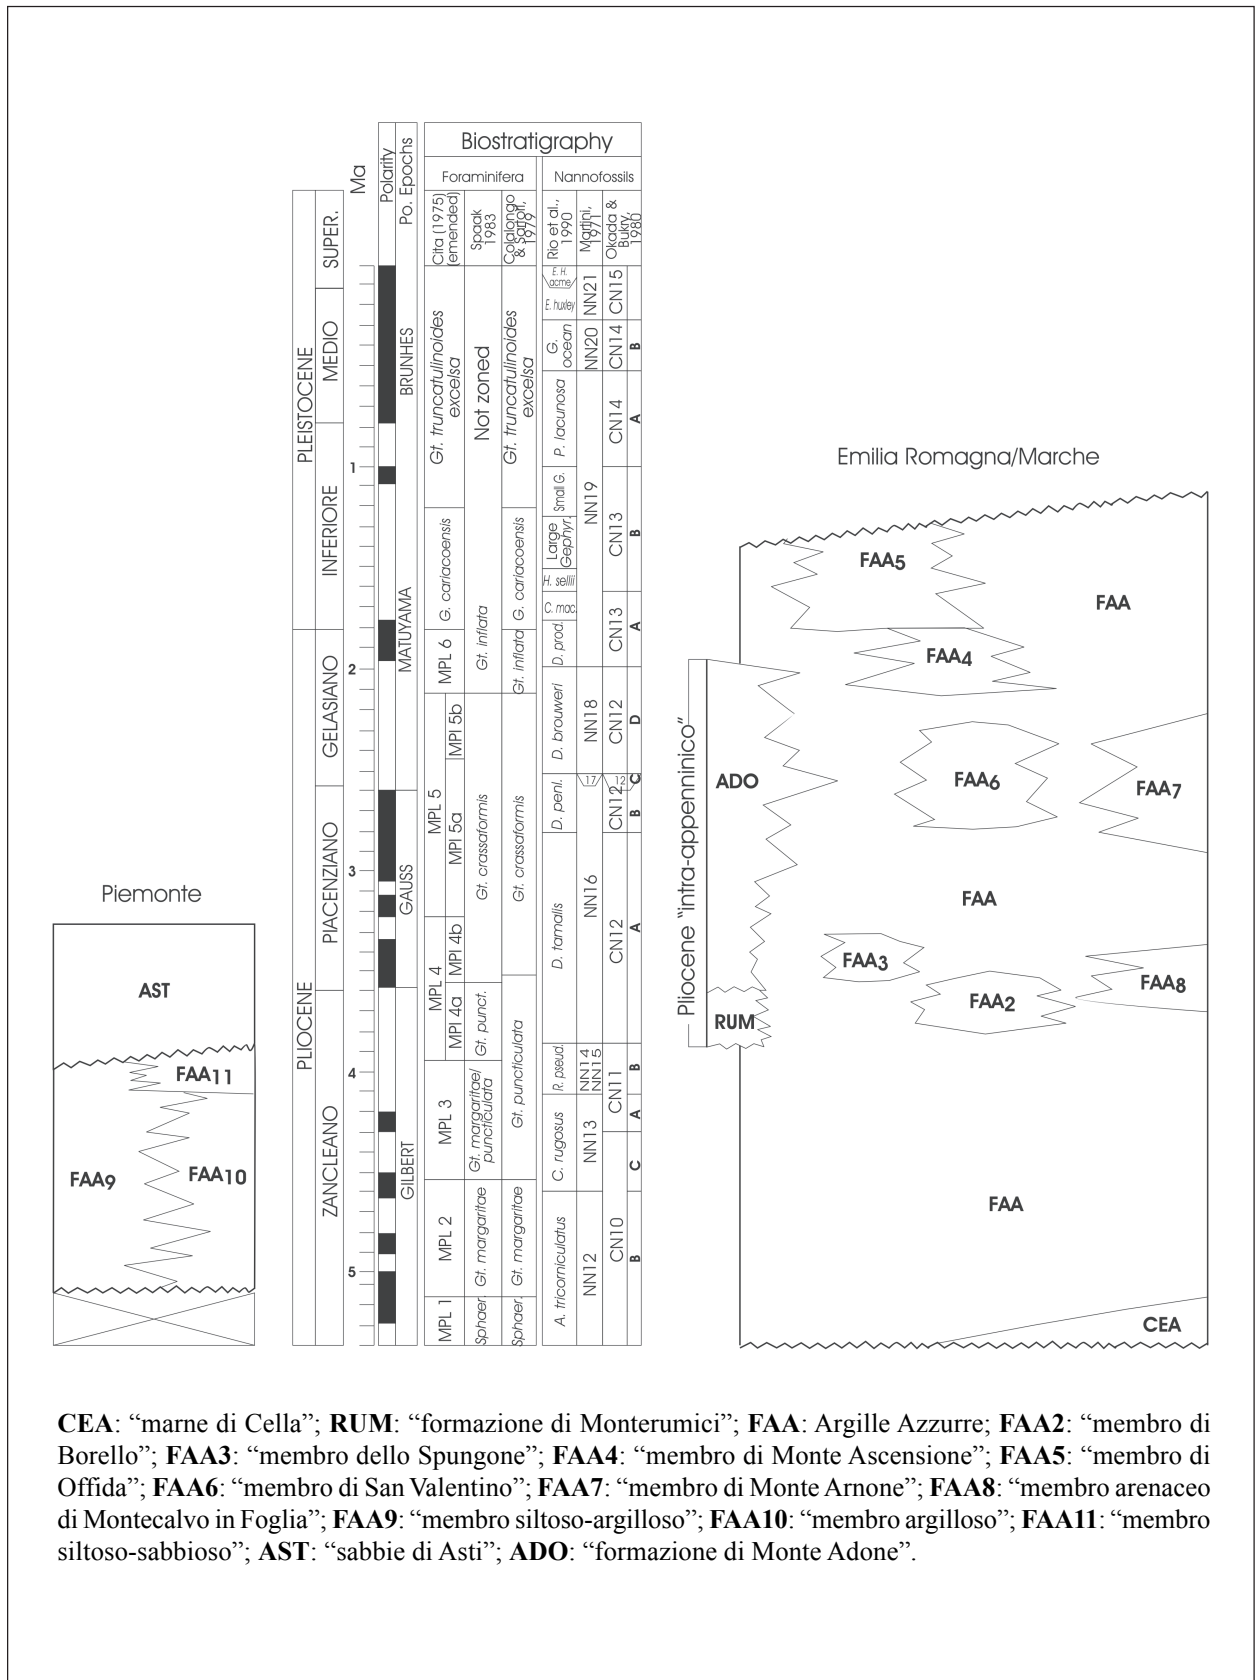 Biostratigraphy
Foraminifera
Nannofossils
Ma
Polarity
Po. Epochs
Cita (1975)
(emended)
Spaak
1983
Colalongo
& Sartori,
1979
Rio et al.,
1990
Martini,
1971
Okada &
Bukry,
1980
PLEISTOCENE
SUPER.
MEDIO
INFERIORE
PLIOCENE
GELASIANO
PIACENZIANO
ZANCLEANO
1
2
3
4
5
BRUNHES
MATUYAMA
GAUSS
GILBERT
Gt. truncatulinoides
excelsa
G. cariacoensis
MPL 6
MPL 5
MPl 5b
MPl 5a
MPL 4
MPl 4b
MPl 4a
MPL 3
MPL 2
MPL 1
Not zoned
Gt. inflata
Gt. crassaformis
Gt. punct.
Gt. margaritae/
puncticulata
Gt. margaritae
Sphaer.
Gt. truncatulinoides
excelsa
G. cariacoensis
Gt. inflata
Gt. crassaformis
Gt. puncticulata
Gt. margaritae
Sphaer.
E. H.
acme
E. huxley
G.
ocean
P. lacunosa
Small G.
Large
Gephyr.
H. sellii
C. mac.
D. prod.
D. brouweri
D. penl.
D. tamalis
R. pseud.
C. rugosus
A. tricorniculatus
NN21
NN20
NN19
NN18
17
NN16
NN14
NN15
NN13
NN12
CN15
CN14
B
CN14
A
CN13
B
CN13
A
CN12
D
12
C
CN12
B
CN12
A
CN11
B
A
CN10
C
B
Piemonte
AST
FAA11
FAA9
FAA10
Emilia Romagna/Marche
Pliocene "intra-appenninico"
FAA5
FAA
FAA4
ADO
FAA6
FAA7
FAA
FAA3
FAA8
FAA2
RUM
FAA
CEA
CEA: “marne di Cella”; RUM: “formazione di Monterumici”; FAA: Argille Azzurre; FAA2: “membro di
Borello”; FAA3: “membro dello Spungone”; FAA4: “membro di Monte Ascensione”; FAA5: “membro di
Offida”; FAA6: “membro di San Valentino”; FAA7: “membro di Monte Arnone”; FAA8: “membro arenaceo
di Montecalvo in Foglia”; FAA9: “membro siltoso-argilloso”; FAA10: “membro argilloso”; FAA11: “membro
siltoso-sabbioso”; AST: “sabbie di Asti”; ADO: “formazione di Monte Adone”.